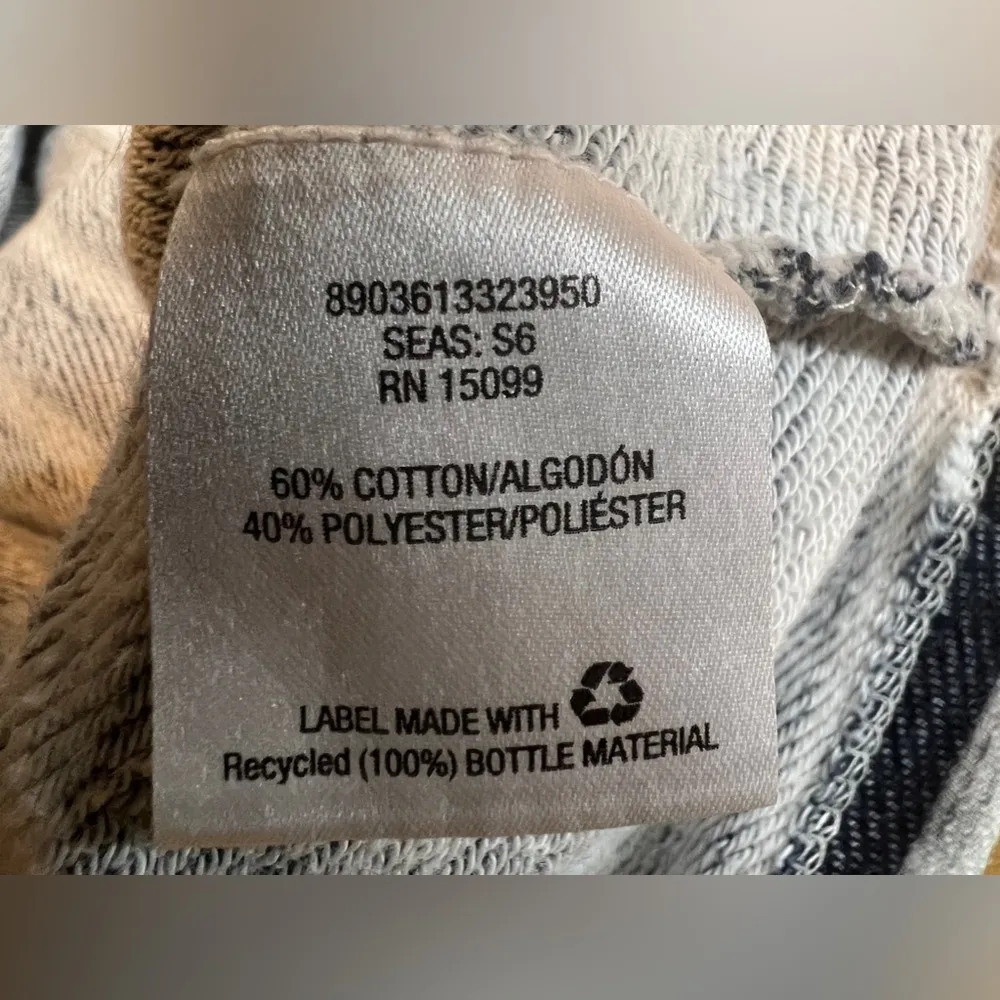 8903613323950
SEAS: S6
RN 15099
60% COTTON/ALGODÓN
40% POLYESTER/POLIÉSTER
LABEL MADE WITH
Recycled (100%) BOTTLE MATERIAL